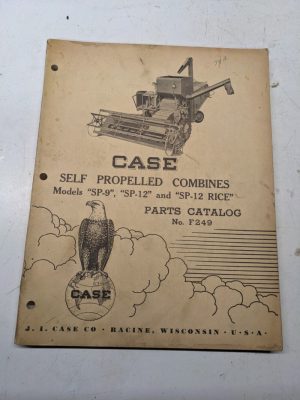 CASE
SELF PROPELLED COMBINES
Models "SP-9", "SP-12" and "SP-12 RICE"
PARTS CATALOG
No. F249
CASE
J. I. CASE CO · RACINE, WISCONSIN · U·S·A·